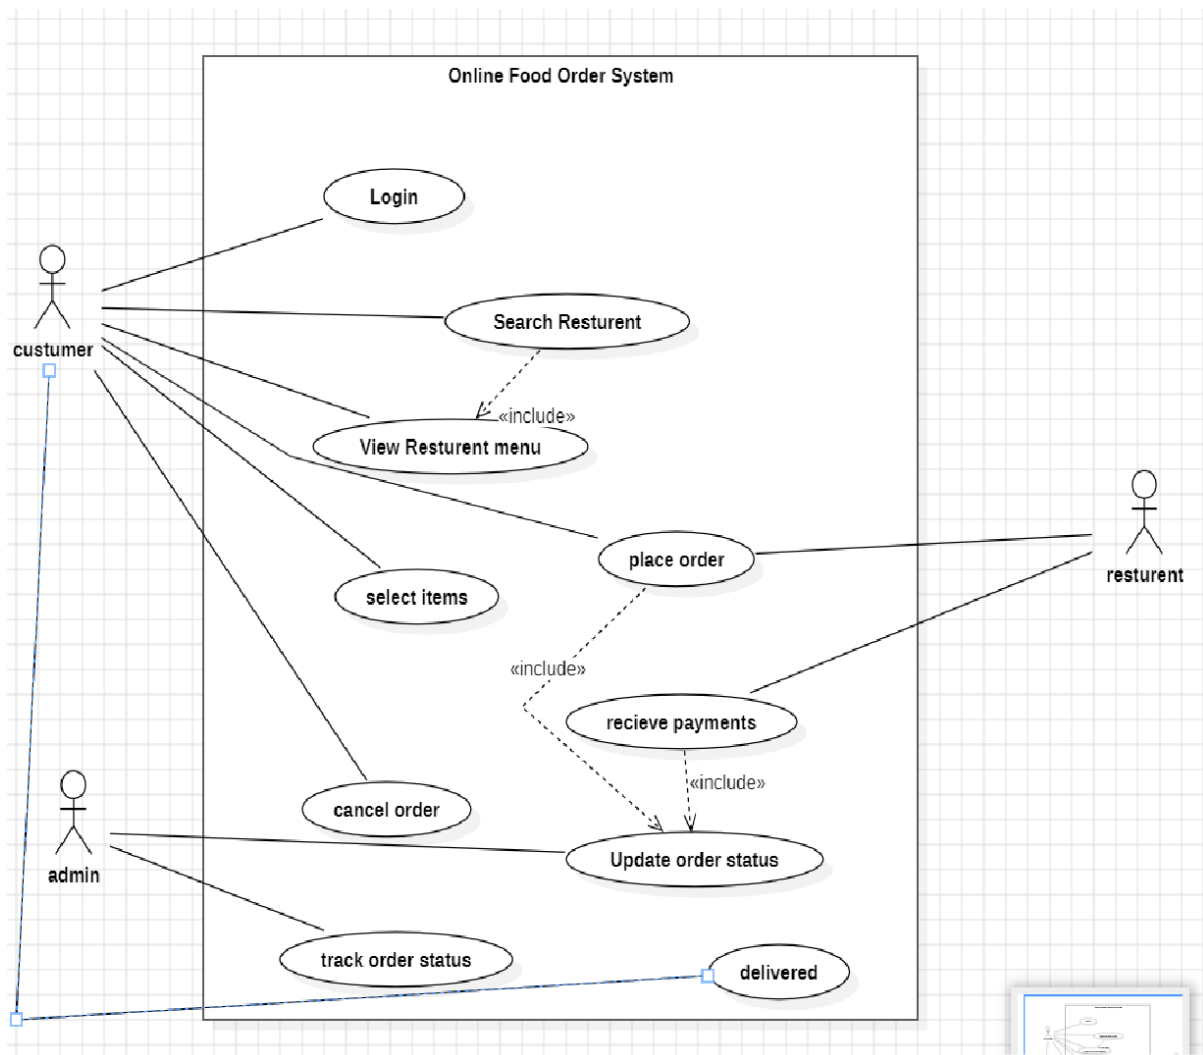 Online Food Order System
Login
custumer
Search Resturent
«include»
View Resturent menu
place order
resturent
select items
«include»
recieve payments
«include»
cancel order
Update order status
admin
track order status
delivered